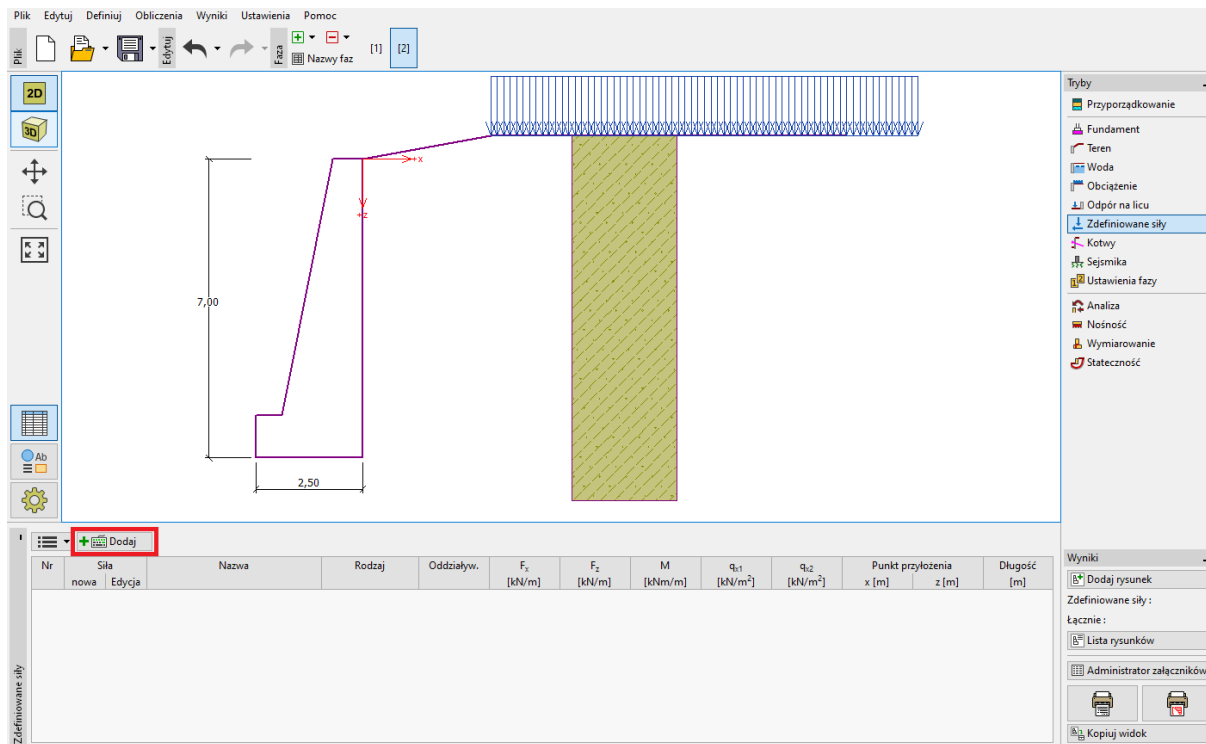 Plik Edytuj Definiuj Obliczenia Wyniki Ustawienia Pomoc
Plik
Edytuj
Faza
Nazwy faz
[1] [2]
2D
3D
Ab
+x
+z
7,00
2,50
Tryby
Przyporządkowanie
Fundament
Teren
Woda
Obciążenie
Odpór na licu
Zdefiniowane siły
Kotwy
Sejsmika
Ustawienia fazy
Analiza
Nośność
Wymiarowanie
Stateczność
Zdefiniowane siły
Dodaj
Nr Siła Nazwa Rodzaj Oddziaływ. Fx Fz M qx1 qx2 Punkt przyłożenia Długość
nowa Edycja [kN/m] [kN/m] [kNm/m] [kN/m²] [kN/m²] x [m] z [m] [m]
Wyniki
Dodaj rysunek
Zdefiniowane siły :
Łącznie :
Lista rysunków
Administrator załączników
Kopiuj widok